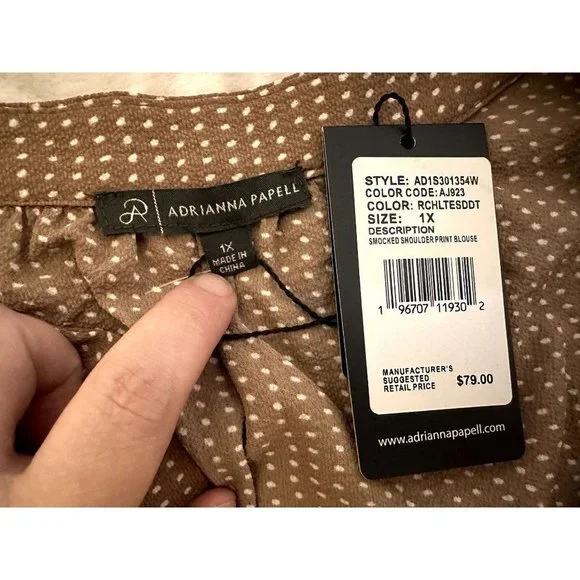 ADRIANNA PAPELL
1X
MADE IN
CHINA
STYLE: AD1S301354W
COLOR CODE: AJ923
COLOR: RCHLTESDDT
SIZE: 1X
DESCRIPTION
SMOCKED SHOULDER PRINT BLOUSE
1 96707 11930 2
MANUFACTURER'S
SUGGESTED
RETAIL PRICE $79.00
www.adriannapapell.com